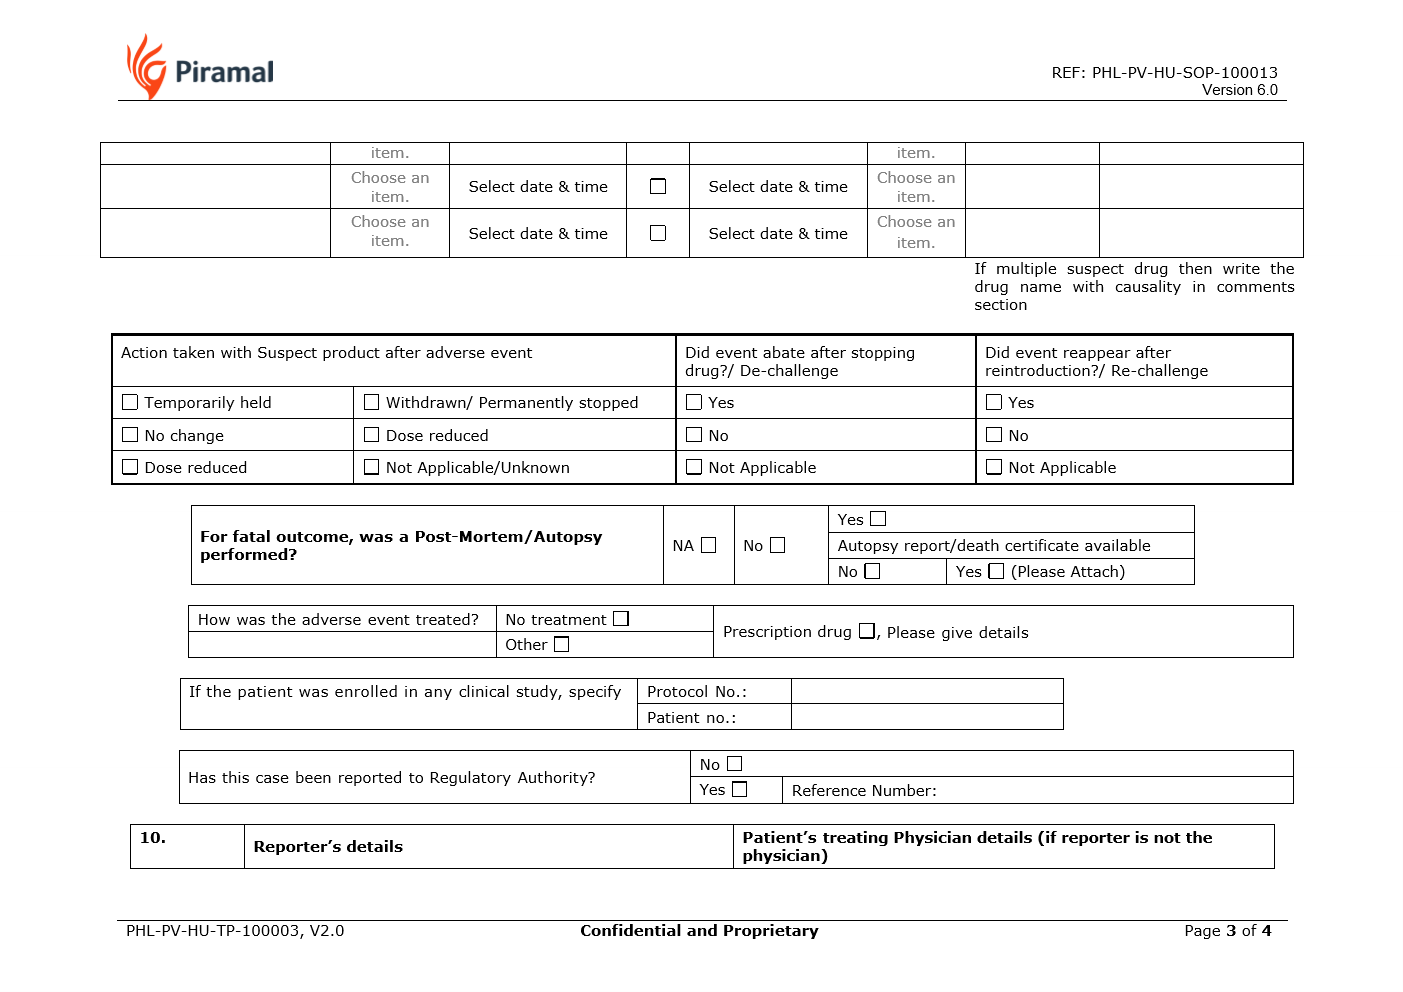 Piramal
REF: PHL-PV-HU-SOP-100013
Version 6.0
item. item.
Choose an item. Select date & time ☐ Select date & time Choose an item.
Choose an item. Select date & time ☐ Select date & time Choose an item.
If multiple suspect drug then write the
drug name with causality in comments
section
Action taken with Suspect product after adverse event
Did event abate after stopping
drug?/ De-challenge
Did event reappear after
reintroduction?/ Re-challenge
☐ Temporarily held ☐ Withdrawn/ Permanently stopped ☐ Yes ☐ Yes
☐ No change ☐ Dose reduced ☐ No ☐ No
☐ Dose reduced ☐ Not Applicable/Unknown ☐ Not Applicable ☐ Not Applicable
For fatal outcome, was a Post-Mortem/Autopsy
performed?
NA ☐ No ☐
Yes ☐
Autopsy report/death certificate available
No ☐ Yes ☐ (Please Attach)
How was the adverse event treated? No treatment ☐
Other ☐
Prescription drug ☐, Please give details
If the patient was enrolled in any clinical study, specify Protocol No.:
Patient no.:
Has this case been reported to Regulatory Authority?
No ☐
Yes ☐ Reference Number:
10.
Reporter’s details
Patient’s treating Physician details (if reporter is not the
physician)
PHL-PV-HU-TP-100003, V2.0 Confidential and Proprietary Page 3 of 4